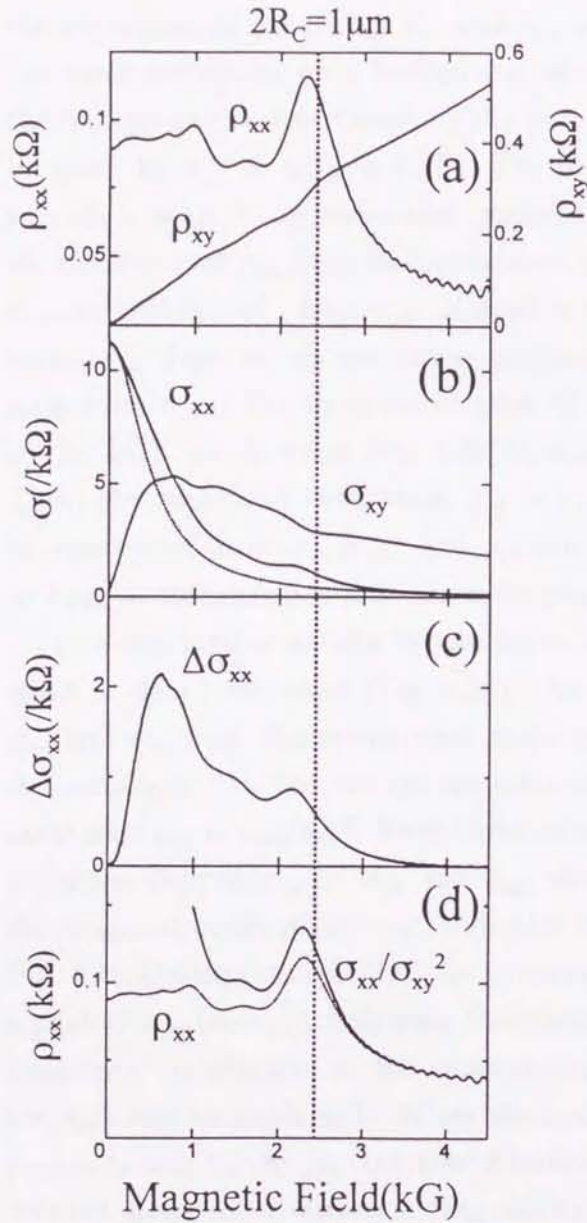 2R_C=1μm
0.6
0.1
ρ_xx
(a)
0.4
ρ_xx(kΩ)
ρ_xy(kΩ)
0.05
ρ_xy
0.2
0
10
σ_xx
(b)
σ(/kΩ)
5
σ_xy
0
Δσ_xx
(c)
2
Δσ_xx(/kΩ)
0
(d)
0.1
σ_xx/σ_xy²
ρ_xx(kΩ)
ρ_xx
0 1 2 3 4
Magnetic Field(kG)